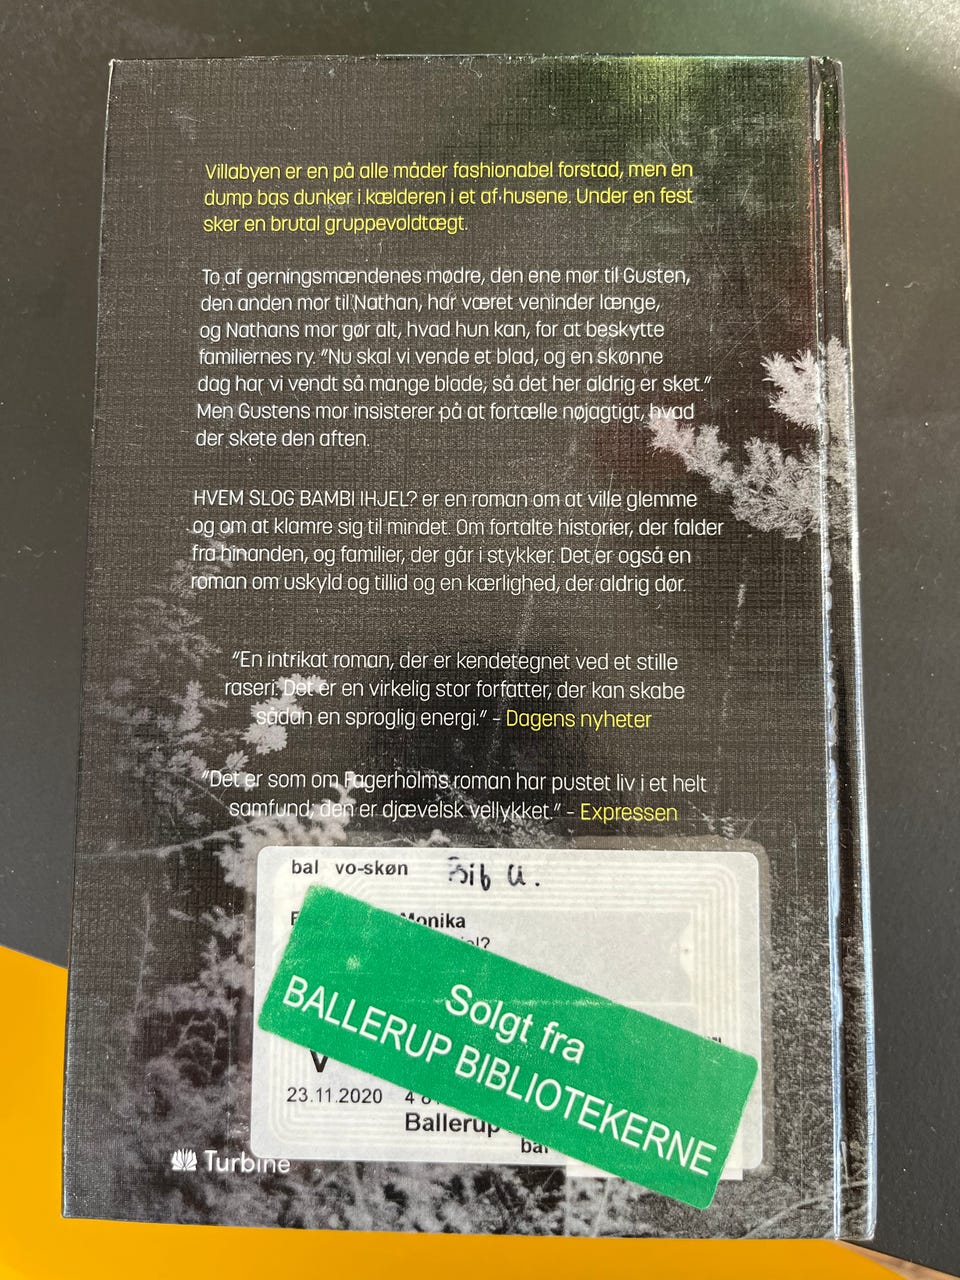 Villabyen er en på alle måder fashionabel forstad, men en
dump bas dunker i kælderen i et af husene. Under en fest
sker en brutal gruppevoldtægt.
To af gerningsmændenes mødre, den ene mor til Gusten,
den anden mor til Nathan, har været veninder længe,
og Nathans mor gør alt, hvad hun kan, for at beskytte
familiernes ry. "Nu skal vi vende et blad, og en skønne
dag har vi vendt så mange blade, så det her aldrig er sket."
Men Gustens mor insisterer på at fortælle nøjagtigt, hvad
der skete den aften.
HVEM SLOG BAMBI IHJEL? er en roman om at ville glemme
og om at klamre sig til mindet. Om fortalte historier, der falder
fra hinanden, og familier, der går i stykker. Det er også en
roman om uskyld og tillid og en kærlighed, der aldrig dør.
"En intrikat roman, der er kendetegnet ved et stille
raseri. Det er en virkelig stor forfatter, der kan skabe
sådan en sproglig energi." – Dagens nyheter
"Det er som om Fagerholms roman har pustet liv i et helt
samfund; den er djævelsk vellykket." – Expressen
bal vo-skøn Bib U.
Monika
Solgt fra
BALLERUP BIBLIOTEKERNE
V
23.11.2020
Ballerup
bal
Turbine